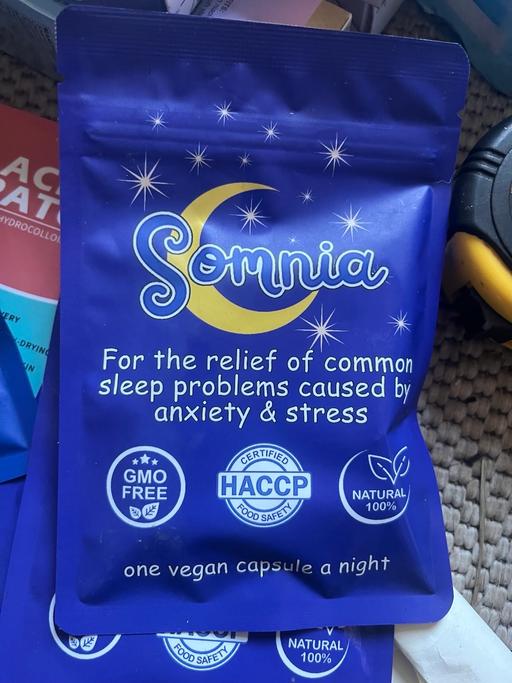 Somnia
For the relief of common
sleep problems caused by
anxiety & stress
GMO
FREE
CERTIFIED
HACCP
FOOD SAFETY
NATURAL
100%
one vegan capsule a night
HACCP
FOOD SAFETY
NATURAL
100%